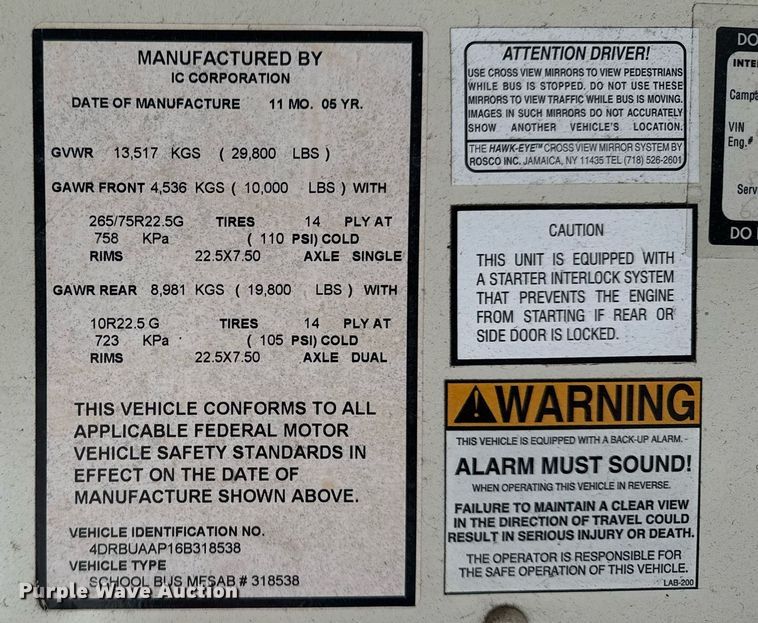 MANUFACTURED BY
IC CORPORATION
DATE OF MANUFACTURE 11 MO. 05 YR.
GVWR 13,517 KGS ( 29,800 LBS )
GAWR FRONT 4,536 KGS ( 10,000 LBS ) WITH
265/75R22.5G TIRES 14 PLY AT
758 KPa ( 110 PSI) COLD
RIMS 22.5X7.50 AXLE SINGLE
GAWR REAR 8,981 KGS ( 19,800 LBS ) WITH
10R22.5 G TIRES 14 PLY AT
723 KPa ( 105 PSI) COLD
RIMS 22.5X7.50 AXLE DUAL
THIS VEHICLE CONFORMS TO ALL
APPLICABLE FEDERAL MOTOR
VEHICLE SAFETY STANDARDS IN
EFFECT ON THE DATE OF
MANUFACTURE SHOWN ABOVE.
VEHICLE IDENTIFICATION NO.
4DRBUAAP16B318538
VEHICLE TYPE
SCHOOL BUS MFSAB # 318538
ATTENTION DRIVER!
USE CROSS VIEW MIRRORS TO VIEW PEDESTRIANS
WHILE BUS IS STOPPED. DO NOT USE THESE
MIRRORS TO VIEW TRAFFIC WHILE BUS IS MOVING.
IMAGES IN SUCH MIRRORS DO NOT ACCURATELY
SHOW ANOTHER VEHICLE'S LOCATION.
THE HAWK-EYE™ CROSS VIEW MIRROR SYSTEM BY
ROSCO INC. JAMAICA, NY 11435 TEL (718) 526-2601
CAUTION
THIS UNIT IS EQUIPPED WITH
A STARTER INTERLOCK SYSTEM
THAT PREVENTS THE ENGINE
FROM STARTING IF REAR OR
SIDE DOOR IS LOCKED.
WARNING
THIS VEHICLE IS EQUIPPED WITH A BACK-UP ALARM. -
ALARM MUST SOUND!
WHEN OPERATING THIS VEHICLE IN REVERSE.
FAILURE TO MAINTAIN A CLEAR VIEW
IN THE DIRECTION OF TRAVEL COULD
RESULT IN SERIOUS INJURY OR DEATH.
THE OPERATOR IS RESPONSIBLE FOR
THE SAFE OPERATION OF THIS VEHICLE.
LAB-200
DO
INTE
Camp
VIN
Eng.#
Serv
DO
Purple Wave Auction